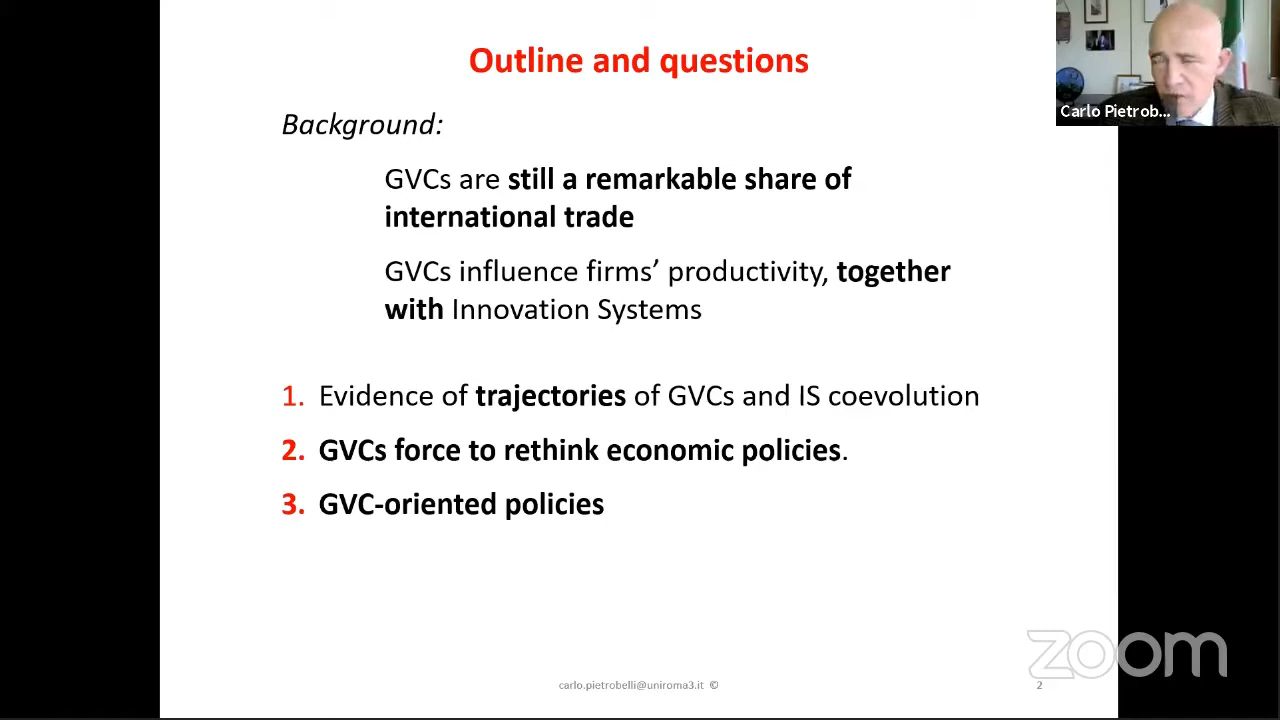 Outline and questions
Carlo Pietrob...
Background:
GVCs are still a remarkable share of
international trade
GVCs influence firms’ productivity, together
with Innovation Systems
1. Evidence of trajectories of GVCs and IS coevolution
2. GVCs force to rethink economic policies.
3. GVC-oriented policies
zoom
carlo.pietrobelli@uniroma3.it ©
2